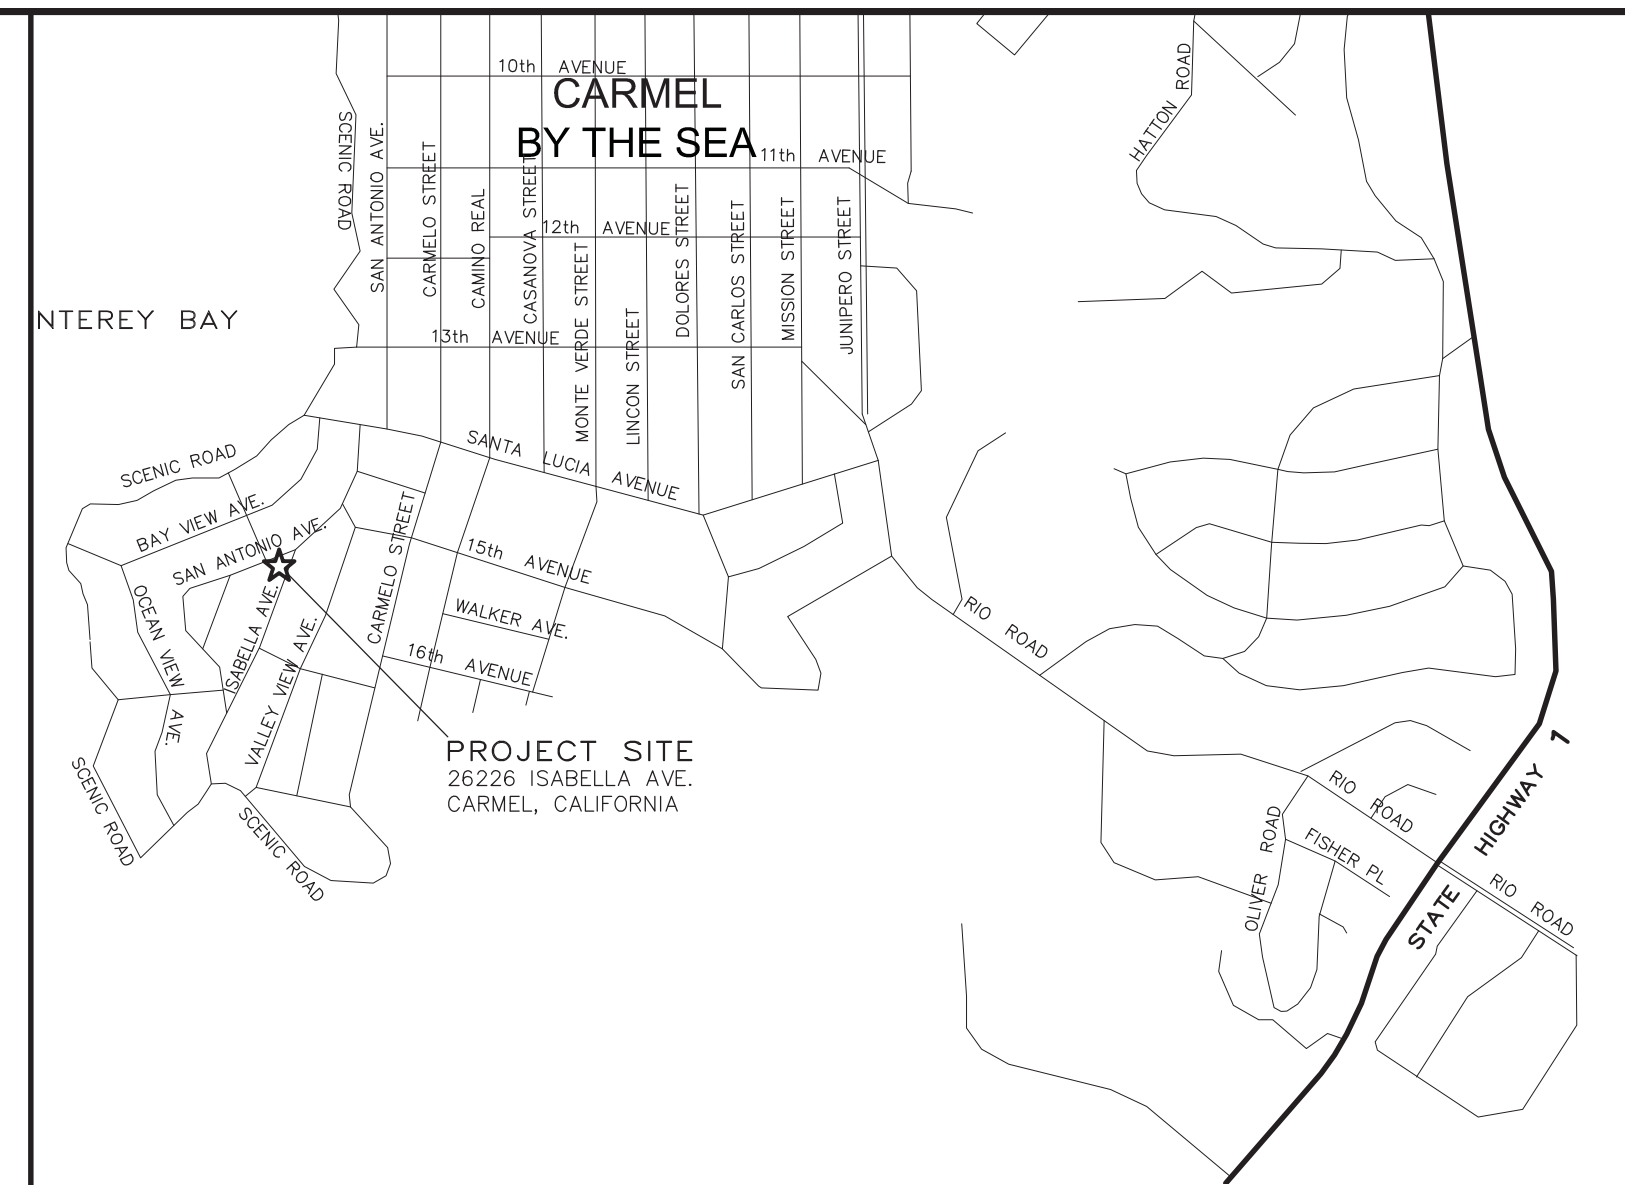 10th AVENUE
CARMEL
BY THE SEA
11th AVENUE
HATTON ROAD
SCENIC ROAD
SAN ANTONIO AVE.
CARMELO STREET
CAMINO REAL
CASANOVA STREET
12th AVENUE
MONTE VERDE STREET
LINCON STREET
DOLORES STREET
SAN CARLOS STREET
MISSION STREET
JUNIPERO STREET
NTEREY BAY
13th AVENUE
SANTA LUCIA AVENUE
SCENIC ROAD
BAY VIEW AVE.
SAN ANTONIO AVE.
CARMELO STREET
15th AVENUE
OCEAN VIEW AVE.
SABELLA AVE.
VALLEY VIEW AVE.
WALKER AVE.
16th AVENUE
RIO ROAD
PROJECT SITE
26226 ISABELLA AVE.
CARMEL, CALIFORNIA
SCENIC ROAD
SCENIC ROAD
RIO ROAD
OLIVER ROAD
FISHER PL
STATE HIGHWAY 1
RIO ROAD